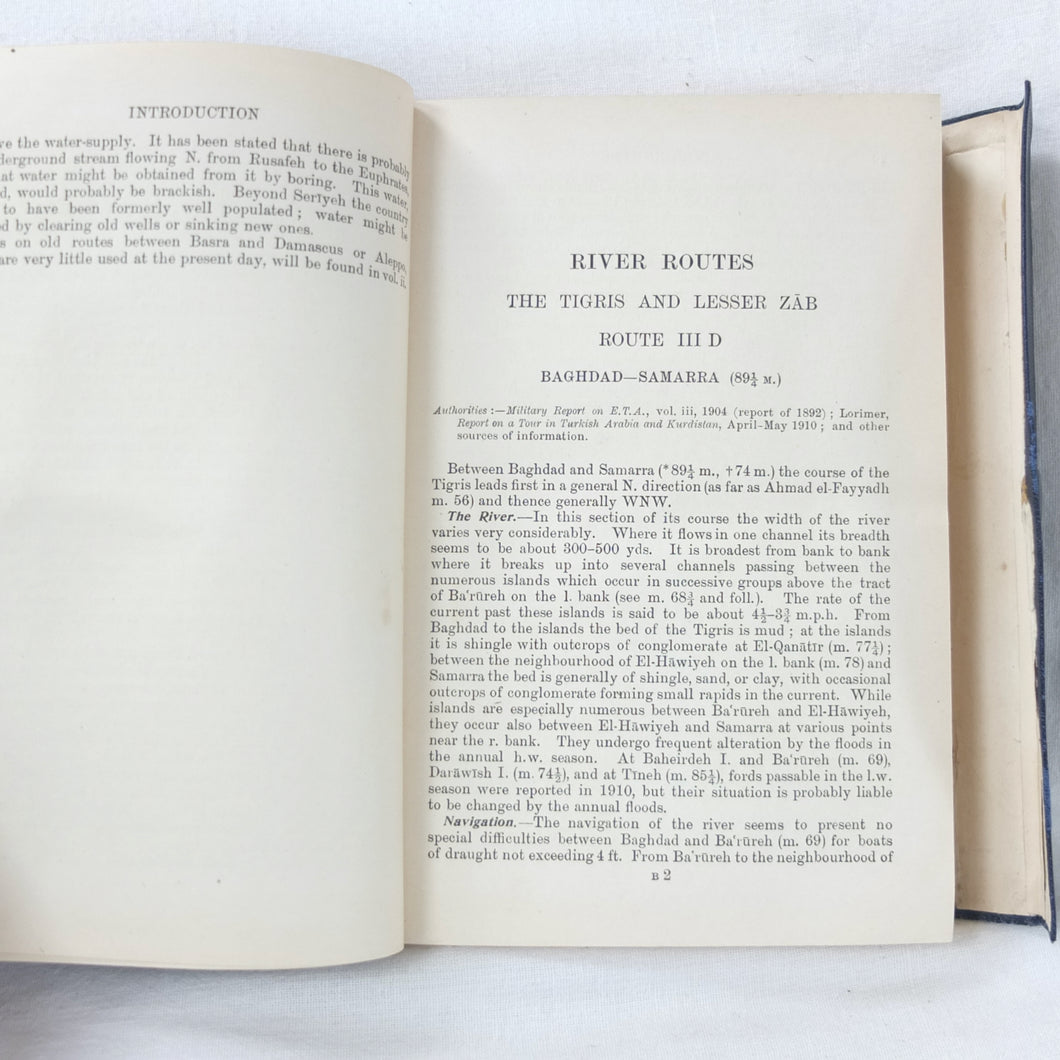 INTRODUCTION
ve the water-supply. It has been stated that there is probably
derground stream flowing N. from Rusafeh to the Euphrates,
at water might be obtained from it by boring. This water,
d, would probably be brackish. Beyond Serīyeh the country
to have been formerly well populated ; water might be
d by clearing old wells or sinking new ones.
s on old routes between Basra and Damascus or Aleppo,
are very little used at the present day, will be found in vol. ii.
RIVER ROUTES
THE TIGRIS AND LESSER ZĀB
ROUTE III D
BAGHDAD—SAMARRA (89¼ M.)
Authorities :—Military Report on E.T.A., vol. iii, 1904 (report of 1892) ; Lorimer,
Report on a Tour in Turkish Arabia and Kurdistan, April–May 1910 ; and other
sources of information.
Between Baghdad and Samarra (*89¼ m., †74 m.) the course of the
Tigris leads first in a general N. direction (as far as Ahmad el-Fayyadh
m. 56) and thence generally WNW.
The River.—In this section of its course the width of the river
varies very considerably. Where it flows in one channel its breadth
seems to be about 300–500 yds. It is broadest from bank to bank
where it breaks up into several channels passing between the
numerous islands which occur in successive groups above the tract
of Ba‘rūreh on the l. bank (see m. 68¾ and foll.). The rate of the
current past these islands is said to be about 4½–3¾ m.p.h. From
Baghdad to the islands the bed of the Tigris is mud ; at the islands
it is shingle with outcrops of conglomerate at El-Qanātīr (m. 77¼) ;
between the neighbourhood of El-Hāwiyeh on the l. bank (m. 78) and
Samarra the bed is generally of shingle, sand, or clay, with occasional
outcrops of conglomerate forming small rapids in the current. While
islands are especially numerous between Ba‘rūreh and El-Hāwiyeh,
they occur also between El-Hāwiyeh and Samarra at various points
near the r. bank. They undergo frequent alteration by the floods in
the annual h.w. season. At Baheirdeh I. and Ba‘rūreh (m. 69),
Darāwīsh I. (m. 74½), and at Tīneh (m. 85¼), fords passable in the l.w.
season were reported in 1910, but their situation is probably liable
to be changed by the annual floods.
Navigation.—The navigation of the river seems to present no
special difficulties between Baghdad and Ba‘rūreh (m. 69) for boats
of draught not exceeding 4 ft. From Ba‘rūreh to the neighbourhood of
B 2